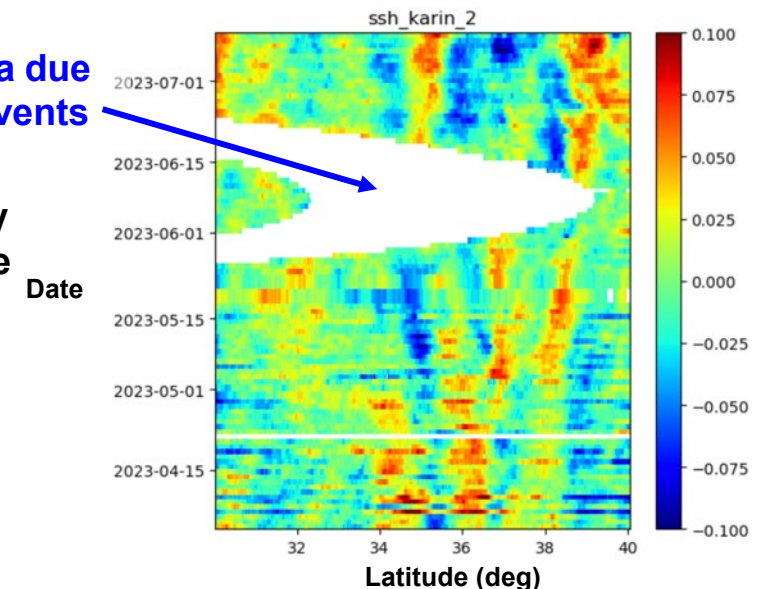 ssh_karin_2
a due
vents
y
e
Date
2023-07-01
2023-06-15
2023-06-01
2023-05-15
2023-05-01
2023-04-15
32 34 36 38 40
Latitude (deg)
0.100
0.075
0.050
0.025
0.000
−0.025
−0.050
−0.075
−0.100